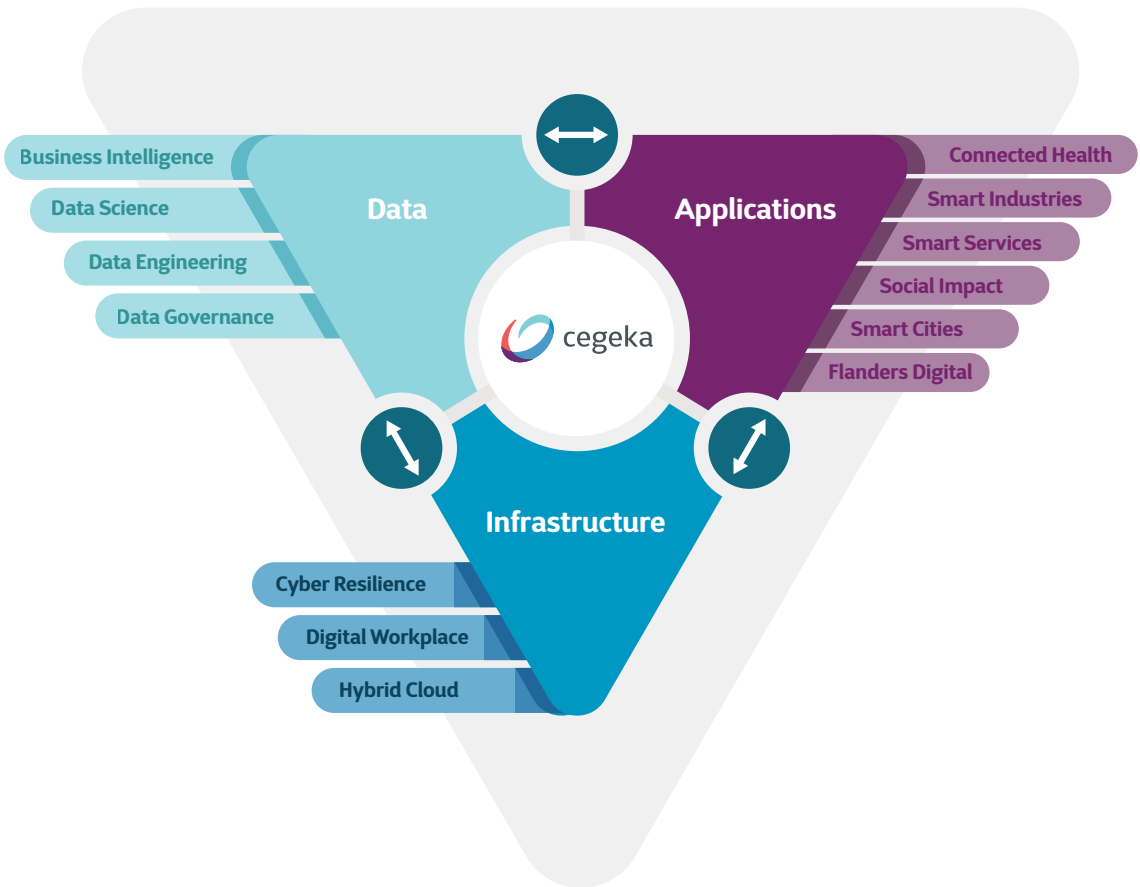 Business Intelligence
Data Science
Data Engineering
Data Governance
Data
Applications
Connected Health
Smart Industries
Smart Services
Social Impact
Smart Cities
Flanders Digital
cegeka
Infrastructure
Cyber Resilience
Digital Workplace
Hybrid Cloud